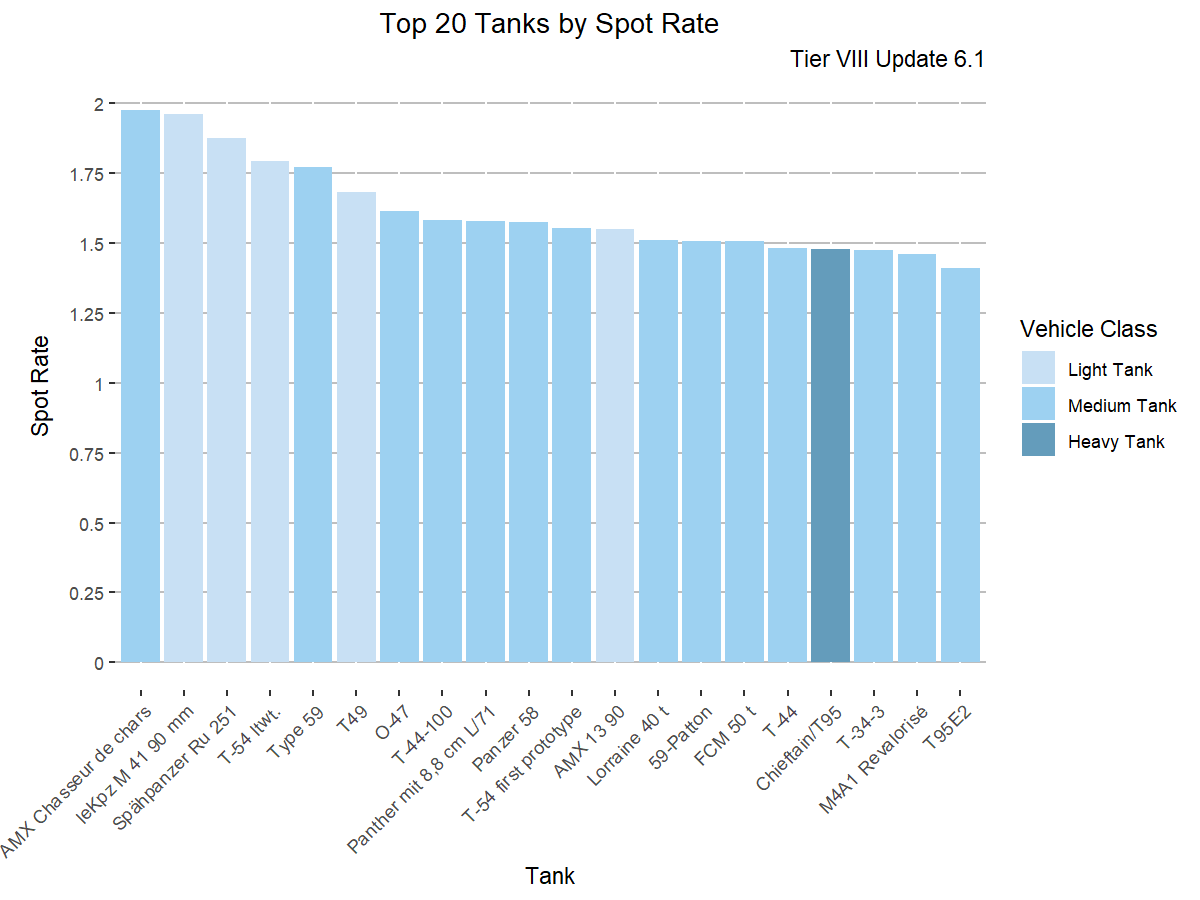 Top 20 Tanks by Spot Rate
Tier VIII Update 6.1
2
1.75
1.5
1.25
1
0.75
0.5
0.25
0
Spot Rate
AMX Chasseur de chars
leKpz M 41 90 mm
Spähpanzer Ru 251
T-54 ltwt.
Type 59
T49
O-47
T-44-100
Panther mit 8,8 cm L/71
Panzer 58
T-54 first prototype
AMX 13 90
Lorraine 40 t
59-Patton
FCM 50 t
T-44
Chieftain/T95
T-34-3
M4A1 Revalorisé
T95E2
Tank
Vehicle Class
Light Tank
Medium Tank
Heavy Tank